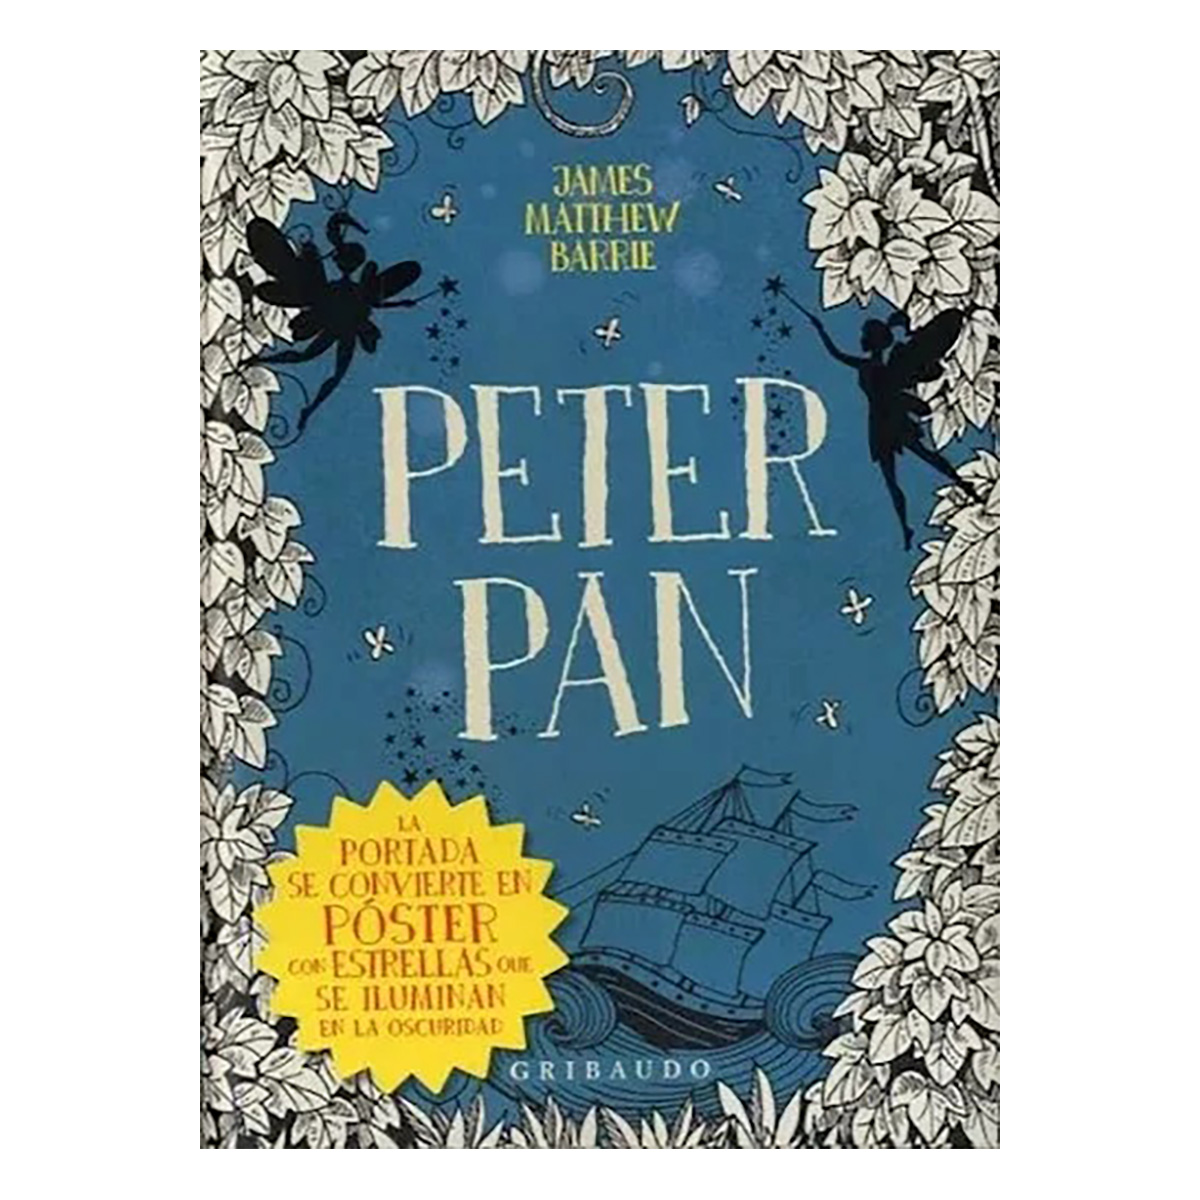 JAMES
MATTHEW
BARRIE
PETER
PAN
LA
PORTADA
SE CONVIERTE EN
PÓSTER
CON ESTRELLAS QUE
SE ILUMINAN
EN LA OSCURIDAD
GRIBAUDO